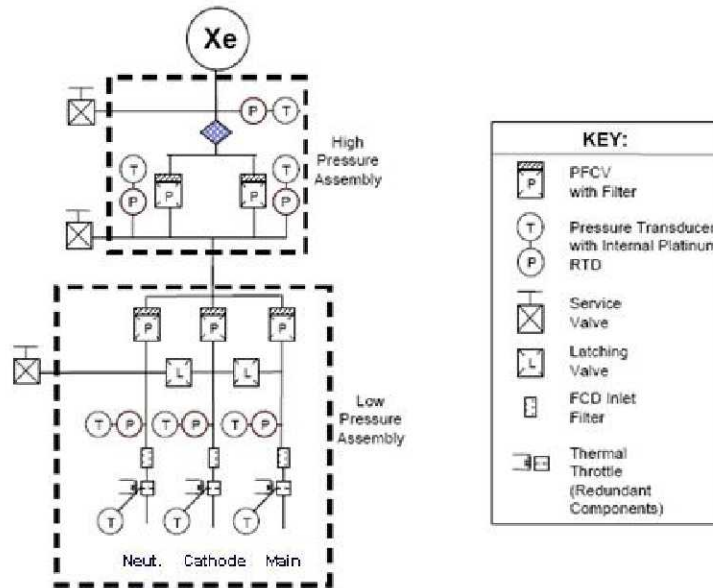 Xe
P T
High
Pressure
Assembly
T T
P P P P
P P P
L L
Low
Pressure
Assembly
T P T P T P
T T T
Neut. Cathode Main
KEY:
P
PFCV
with Filter
T
P
Pressure Transducer
with Internal Platinum
RTD
Service
Valve
L
Latching
Valve
FCD Inlet
Filter
Thermal
Throttle
(Redundant
Components)